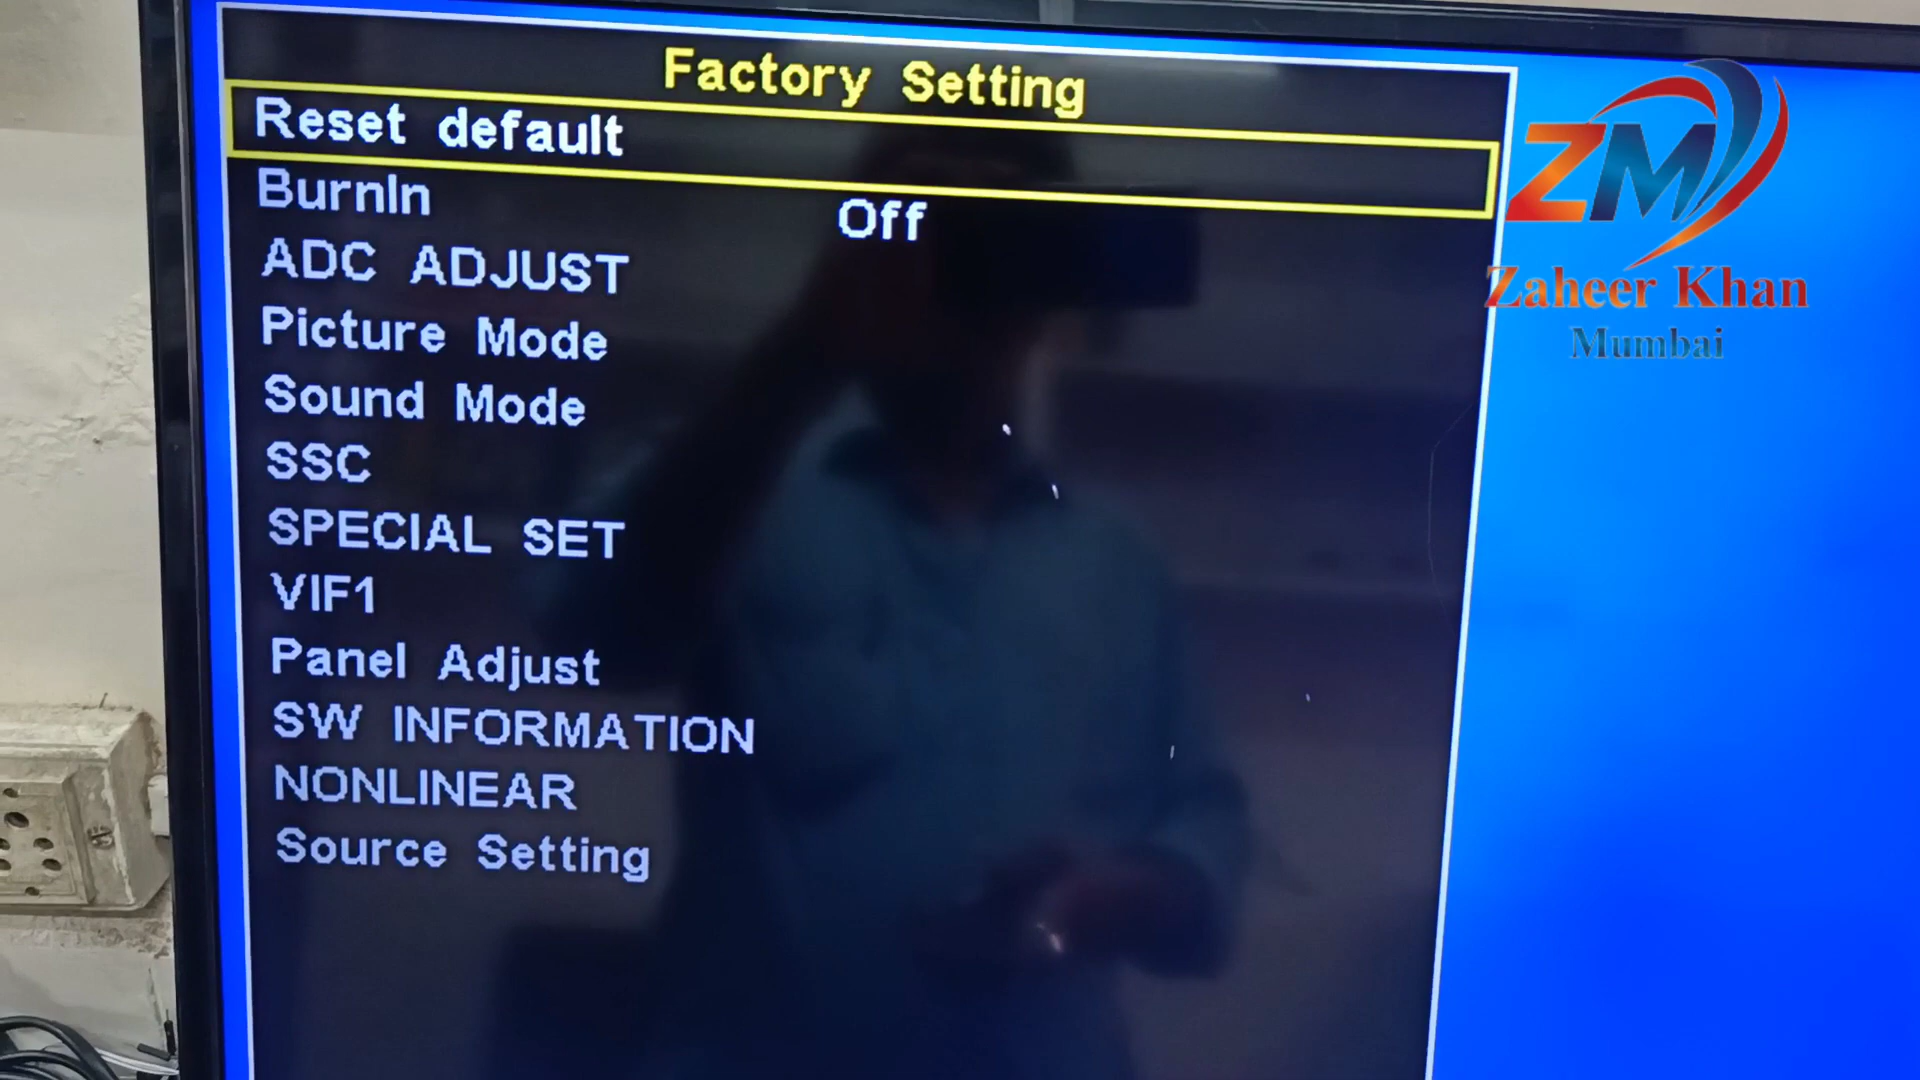 Factory Setting
Reset default
BurnIn Off
ADC ADJUST
Picture Mode
Sound Mode
SSC
SPECIAL SET
VIF1
Panel Adjust
SW INFORMATION
NONLINEAR
Source Setting
ZM
Zaheer Khan
Mumbai